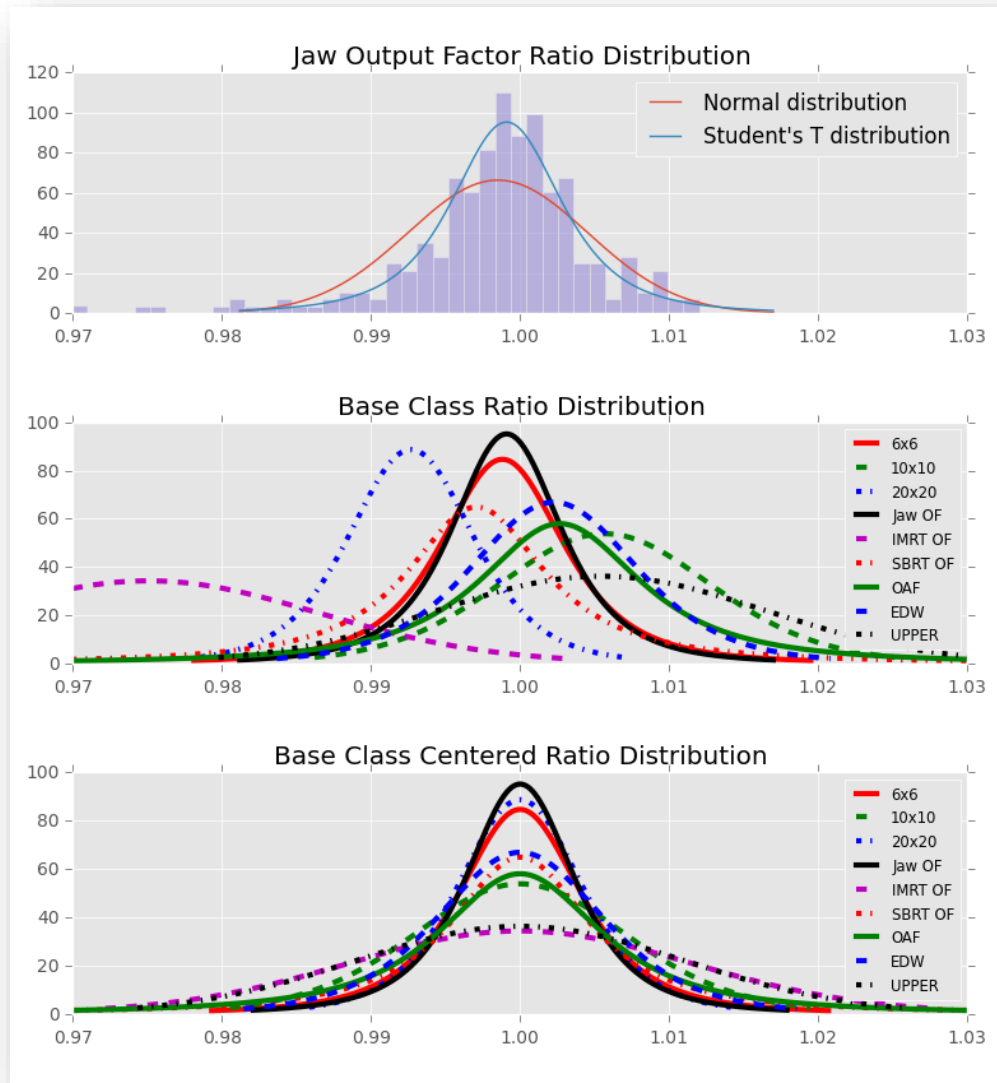 Jaw Output Factor Ratio Distribution
120
100
80
60
40
20
0
Normal distribution
Student's T distribution
0.97 0.98 0.99 1.00 1.01 1.02 1.03
Base Class Ratio Distribution
100
80
60
40
20
0
6x6
10x10
20x20
Jaw OF
IMRT OF
SBRT OF
OAF
EDW
UPPER
0.97 0.98 0.99 1.00 1.01 1.02 1.03
Base Class Centered Ratio Distribution
100
80
60
40
20
0
6x6
10x10
20x20
Jaw OF
IMRT OF
SBRT OF
OAF
EDW
UPPER
0.97 0.98 0.99 1.00 1.01 1.02 1.03